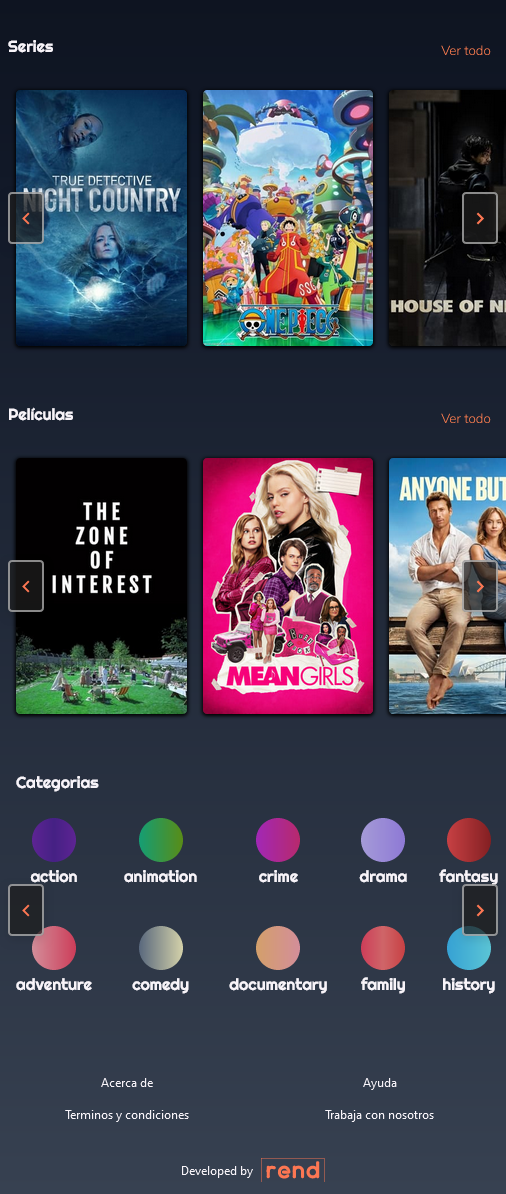 Series
Ver todo
TRUE DETECTIVE
NIGHT COUNTRY
ONE PIECE
HOUSE OF
Películas
Ver todo
THE
ZONE
OF
INTEREST
MEAN GIRLS
ANYONE BUT
Categorias
action
animation
crime
drama
fantasy
adventure
comedy
documentary
family
history
Acerca de
Ayuda
Terminos y condiciones
Trabaja con nosotros
Developed by rend